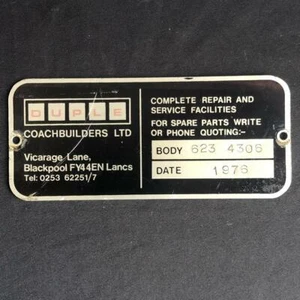 DUPLE
COACHBUILDERS LTD
Vicarage Lane,
Blackpool FY44EN Lancs
Tel: 0253 62251/7
COMPLETE REPAIR AND
SERVICE FACILITIES
FOR SPARE PARTS WRITE
OR PHONE QUOTING:-
BODY 623 4306
DATE 1976